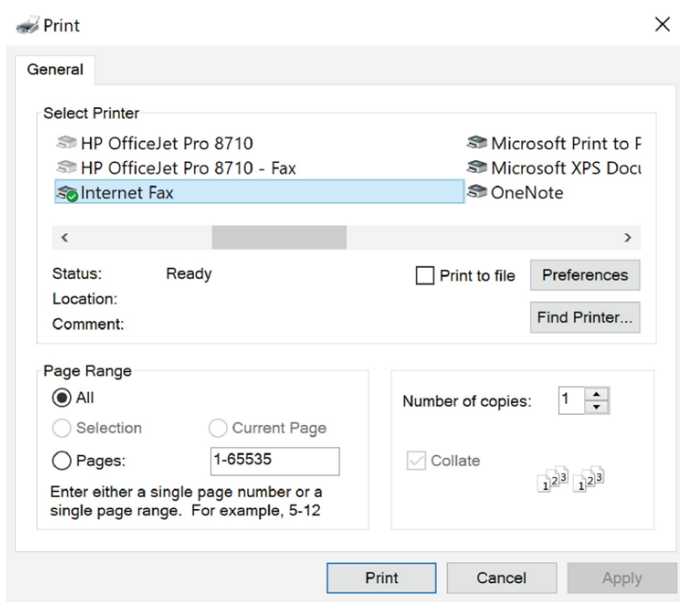 Print
General
Select Printer
HP OfficeJet Pro 8710
HP OfficeJet Pro 8710 - Fax
Internet Fax
Microsoft Print to P
Microsoft XPS Docu
OneNote
Status: Ready
Location:
Comment:
Print to file
Preferences
Find Printer...
Page Range
All
Selection
Current Page
Pages: 1-65535
Enter either a single page number or a
single page range. For example, 5-12
Number of copies: 1
Collate
1 2 3 1 2 3
Print
Cancel
Apply